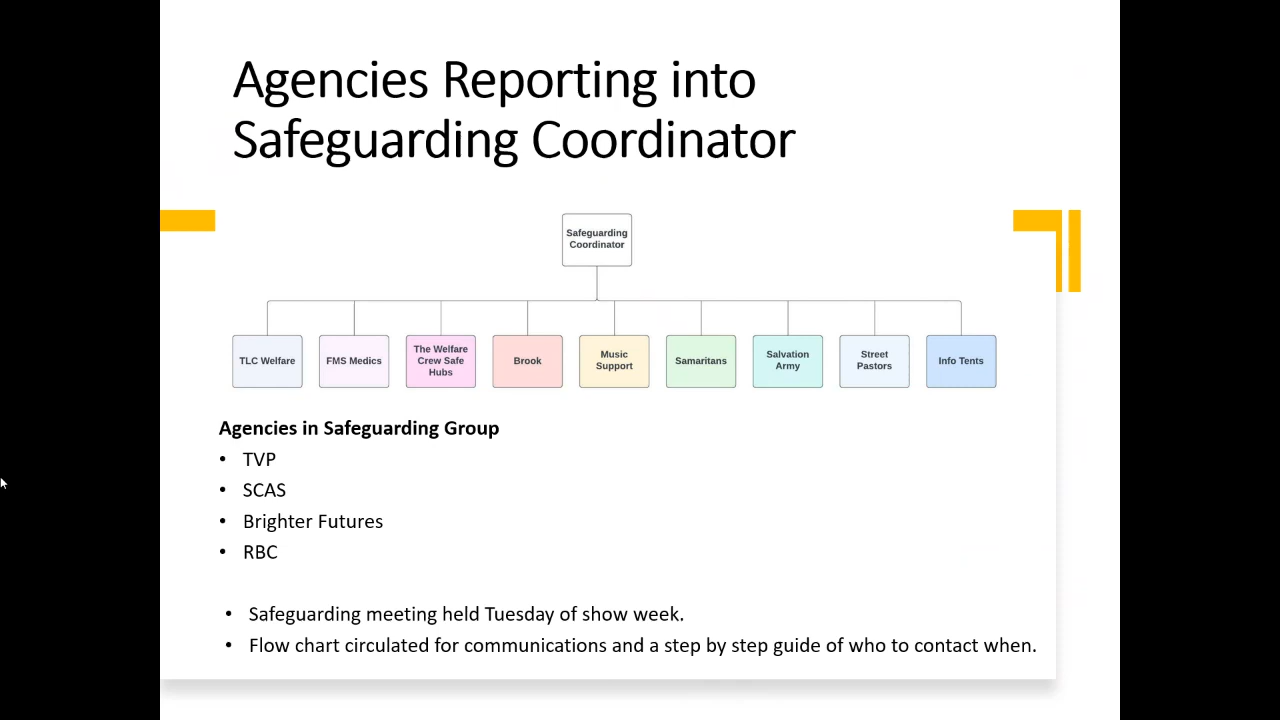 Agencies Reporting into
Safeguarding Coordinator
Safeguarding
Coordinator
TLC Welfare
FMS Medics
The Welfare
Crew Safe
Hubs
Brook
Music
Support
Samaritans
Salvation
Army
Street
Pastors
Info Tents
Agencies in Safeguarding Group
• TVP
• SCAS
• Brighter Futures
• RBC
• Safeguarding meeting held Tuesday of show week.
• Flow chart circulated for communications and a step by step guide of who to contact when.